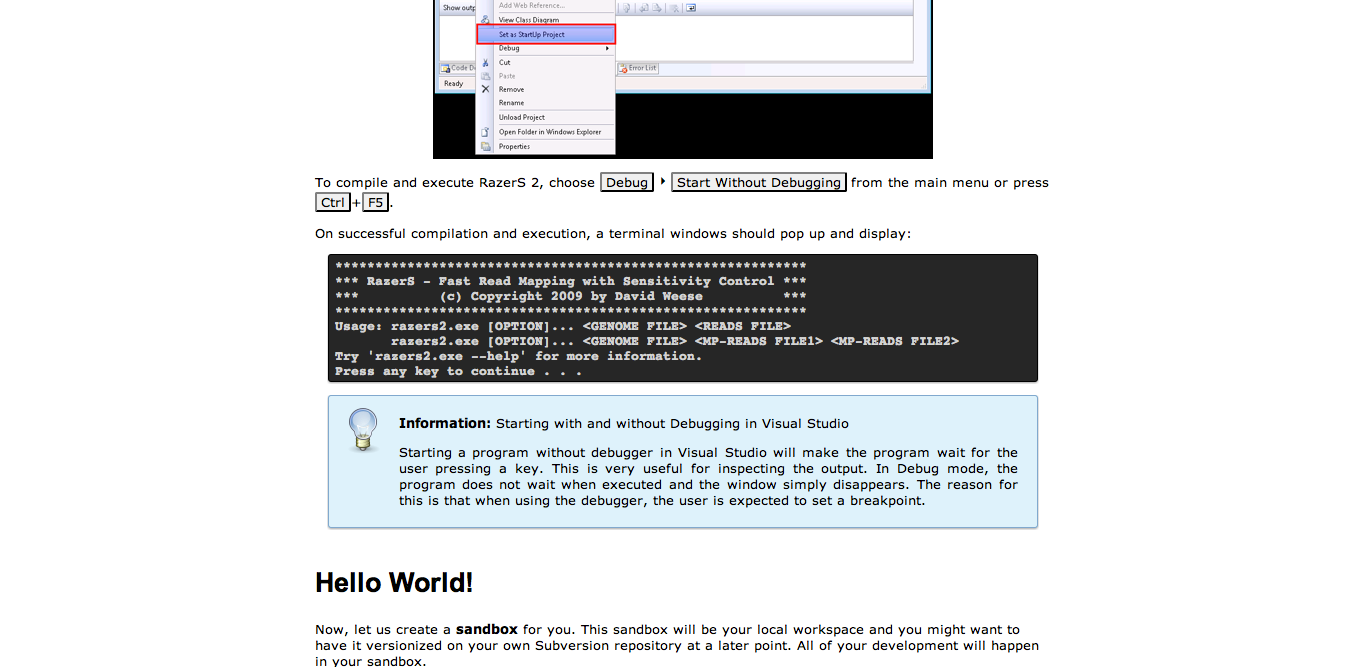 Show outp
Add Web Reference...
View Class Diagram
Set as StartUp Project
Debug
Code D
Cut
Error List
Paste
Ready
Remove
Rename
Unload Project
Open Folder in Windows Explorer
Properties
To compile and execute RazerS 2, choose Debug ‣ Start Without Debugging from the main menu or press
Ctrl+F5.
On successful compilation and execution, a terminal windows should pop up and display:
***********************************************************
*** RazerS - Fast Read Mapping with Sensitivity Control ***
***          (c) Copyright 2009 by David Weese          ***
***********************************************************
Usage: razers2.exe [OPTION]... <GENOME FILE> <READS FILE>
       razers2.exe [OPTION]... <GENOME FILE> <MP-READS FILE1> <MP-READS FILE2>
Try 'razers2.exe --help' for more information.
Press any key to continue . . .
Information: Starting with and without Debugging in Visual Studio
Starting a program without debugger in Visual Studio will make the program wait for the
user pressing a key. This is very useful for inspecting the output. In Debug mode, the
program does not wait when executed and the window simply disappears. The reason for
this is that when using the debugger, the user is expected to set a breakpoint.
Hello World!
Now, let us create a sandbox for you. This sandbox will be your local workspace and you might want to
have it versionized on your own Subversion repository at a later point. All of your development will happen
in your sandbox.